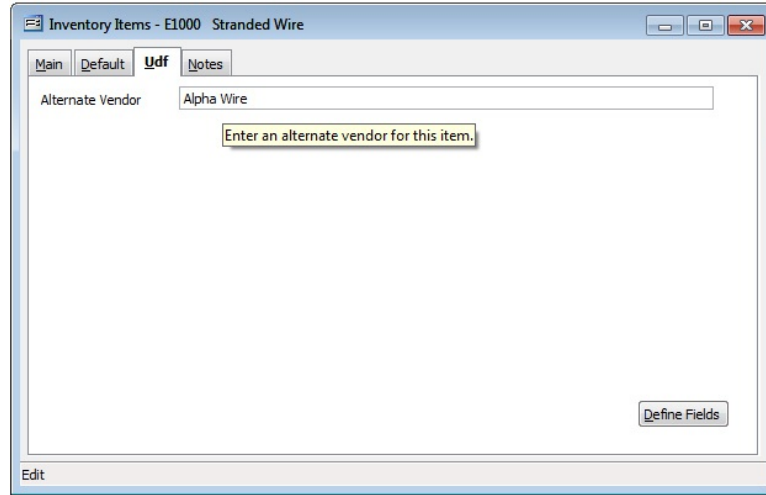 Inventory Items - E1000 Stranded Wire
Main Default Udf Notes
Alternate Vendor Alpha Wire
Enter an alternate vendor for this item.
Define Fields
Edit